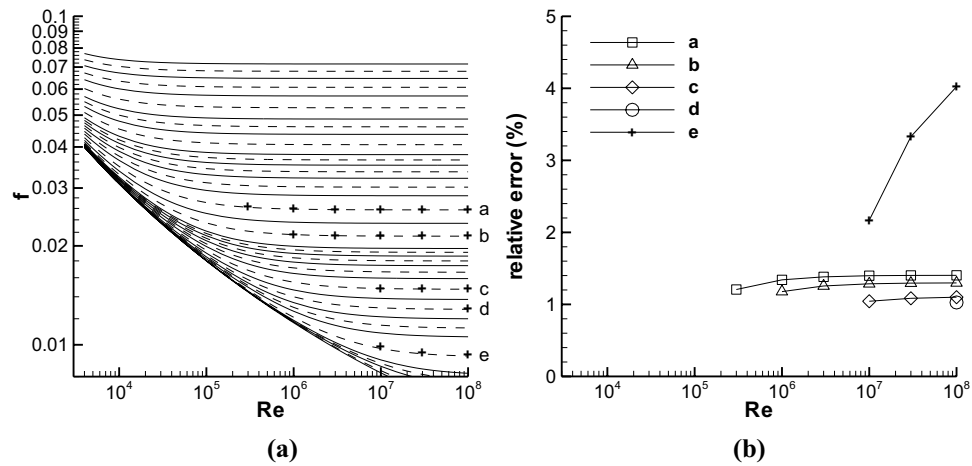 0.1
0.09
0.08
0.07
0.06
0.05
0.04
0.03
0.02
0.01
f
a
b
c
d
e
10⁴ 10⁵ 10⁶ 10⁷ 10⁸
Re
(a)
5
4
3
2
1
0
relative error (%)
a
b
c
d
e
10⁴ 10⁵ 10⁶ 10⁷ 10⁸
Re
(b)